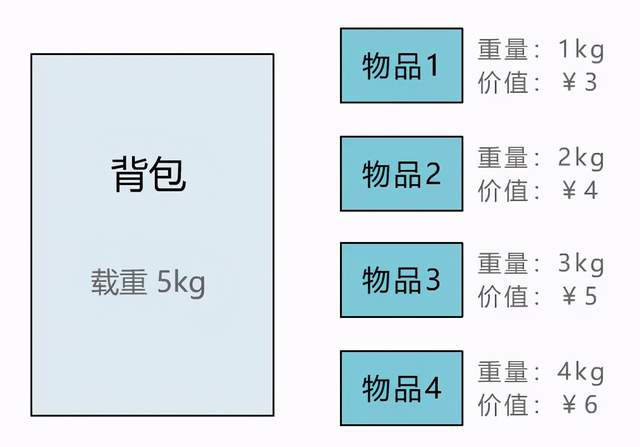 背包
载重 5kg
物品1
重量：1kg
价值：￥3
物品2
重量：2kg
价值：￥4
物品3
重量：3kg
价值：￥5
物品4
重量：4kg
价值：￥6